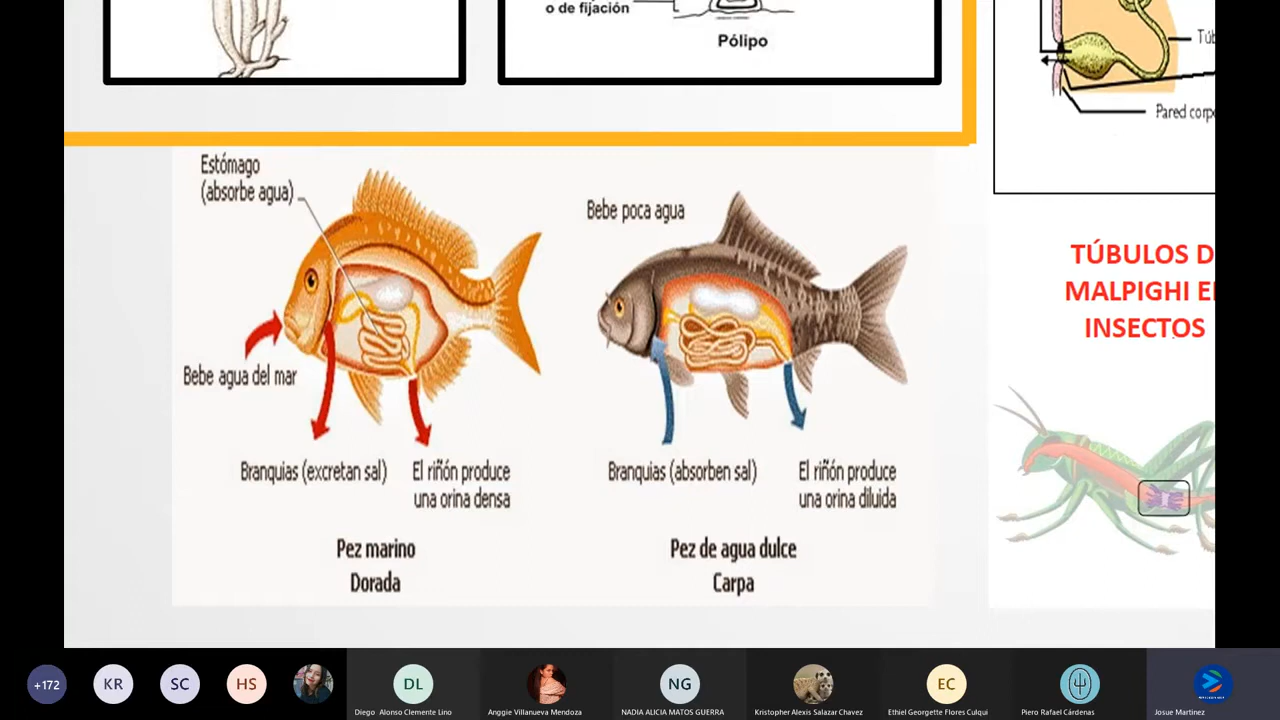 o de fijación
Pólipo
Pared
Estómago
(absorbe agua)
Bebe agua del mar
Branquias (excretan sal)
El riñón produce
una orina densa
Pez marino
Dorada
Bebe poca agua
Branquias (absorben sal)
El riñón produce
una orina diluida
Pez de agua dulce
Carpa
TÚBULOS D
MALPIGHI E
INSECTOS
+172
KR
SC
HS
DL
Diego Alonso Clemente Lino
Anggie Villanueva Mendoza
NG
NADIA ALICIA MATOS GUERRA
Kristopher Alexis Salazar Chavez
EC
Ethiel Georgette Flores Culqui
Piero Rafael Cárdenas
Josue Martinez